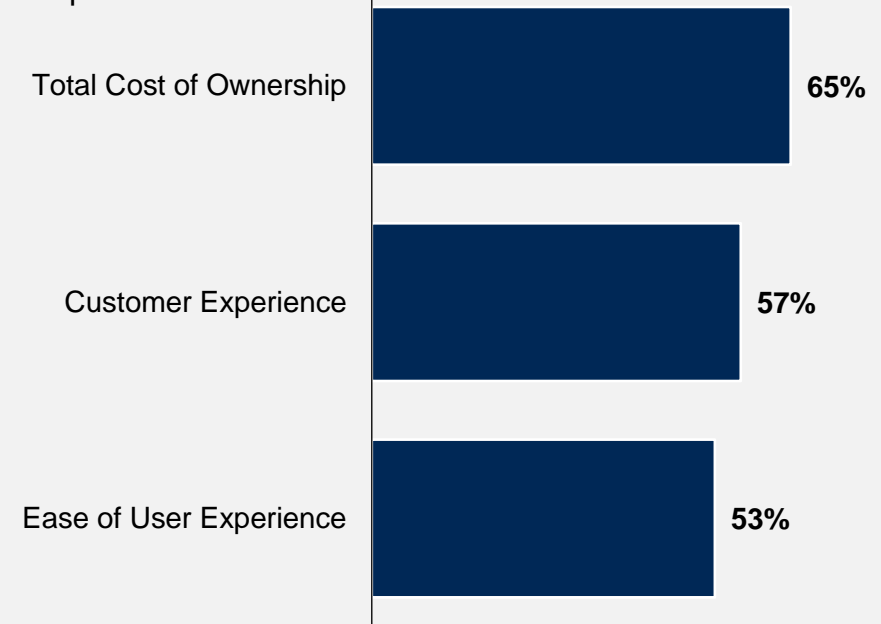 Total Cost of Ownership
65%
Customer Experience
57%
Ease of User Experience
53%